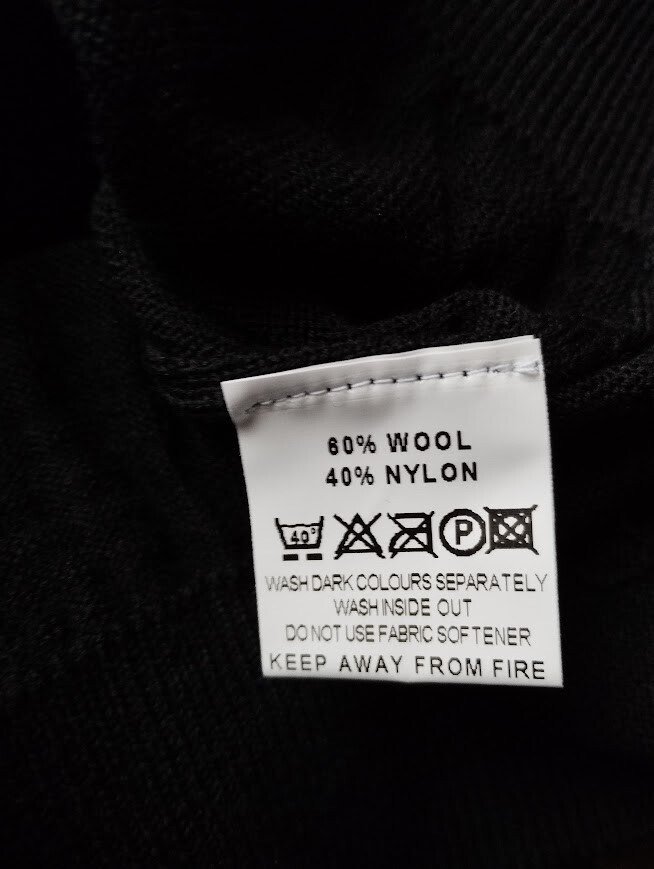 60% WOOL
40% NYLON
40° P
WASH DARK COLOURS SEPARATELY
WASH INSIDE OUT
DO NOT USE FABRIC SOFTENER
KEEP AWAY FROM FIRE